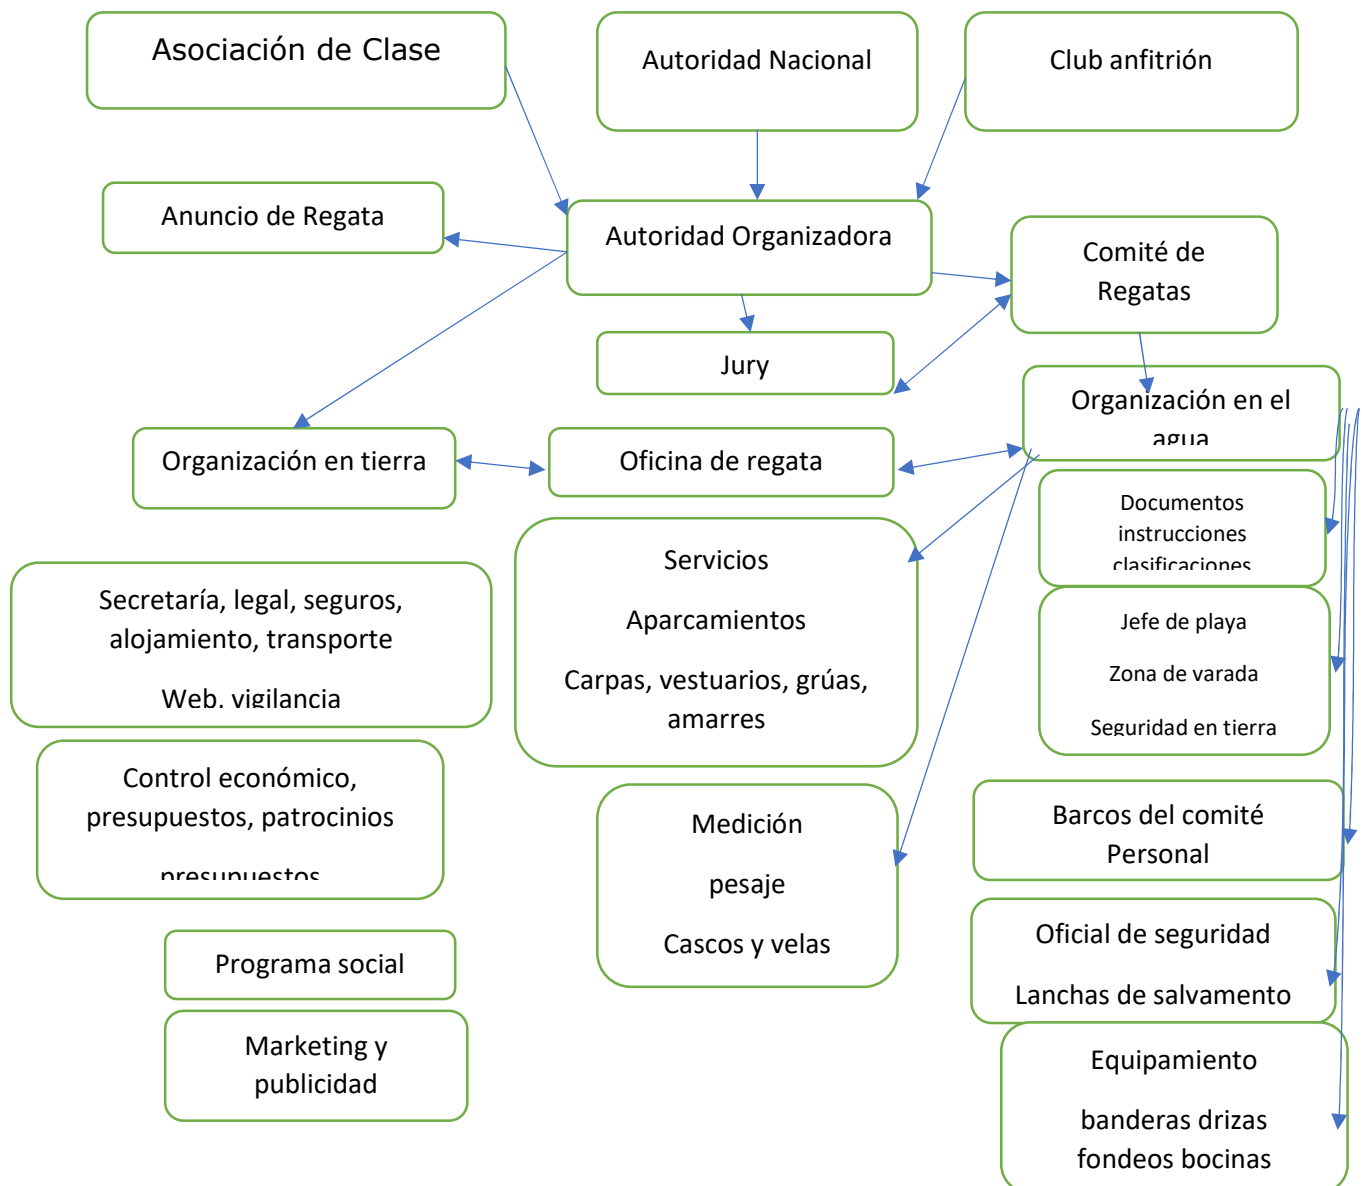 Asociación de Clase
Autoridad Nacional
Club anfitrión
Anuncio de Regata
Autoridad Organizadora
Comité de
Regatas
Jury
Organización en el
agua
Organización en tierra
Oficina de regata
Documentos
instrucciones
clasificaciones
Servicios
Aparcamientos
Carpas, vestuarios, grúas,
amarres
Secretaría, legal, seguros,
alojamiento, transporte
Web, vigilancia
Jefe de playa
Zona de varada
Seguridad en tierra
Control económico,
presupuestos, patrocinios
presupuestos
Medición
pesaje
Cascos y velas
Barcos del comité
Personal
Programa social
Oficial de seguridad
Lanchas de salvamento
Marketing y
publicidad
Equipamiento
banderas drizas
fondeos bocinas